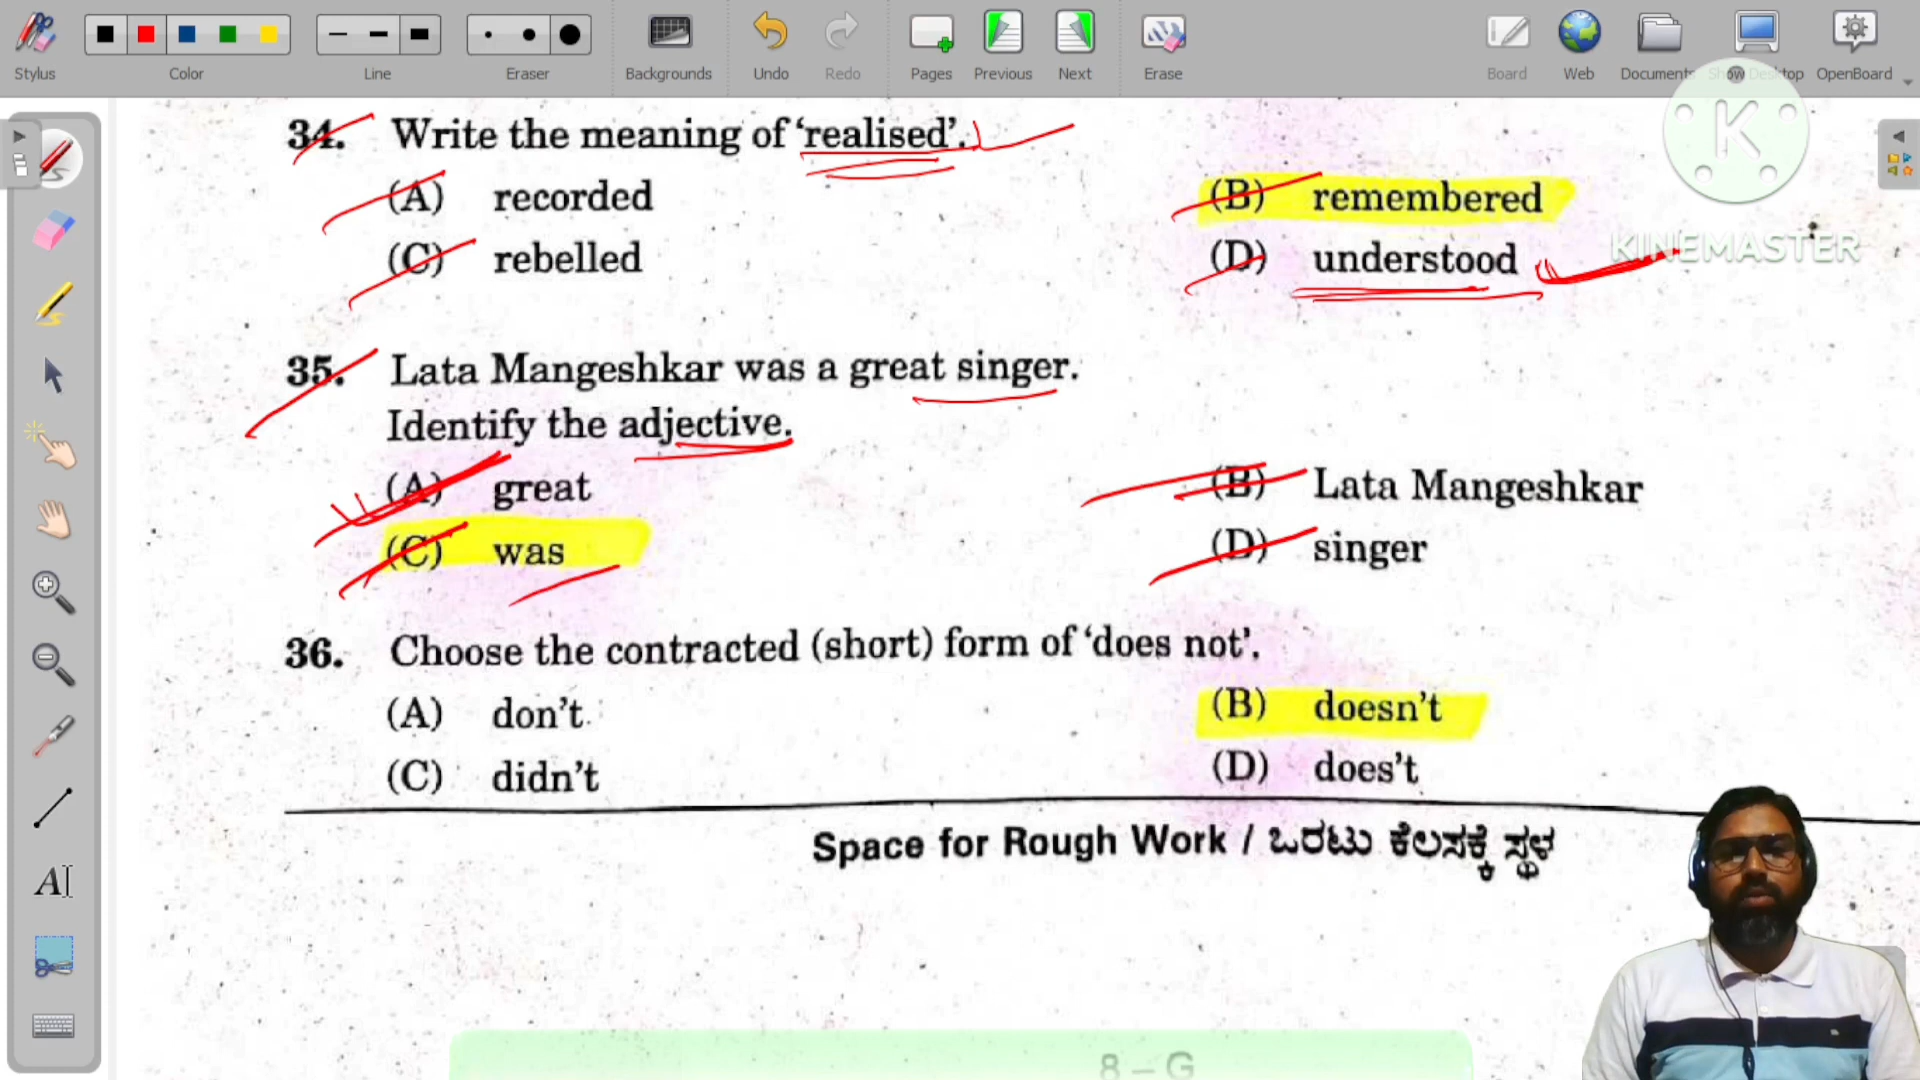 Stylus
Color
Line
Eraser
Backgrounds
Undo
Redo
Pages
Previous
Next
Erase
Board
Web
Documents
Show Desktop
OpenBoard
K
KINEMASTER
34. Write the meaning of ‘realised’.
(A) recorded
(B) remembered
(C) rebelled
(D) understood
35. Lata Mangeshkar was a great singer.
Identify the adjective.
(A) great
(B) Lata Mangeshkar
(C) was
(D) singer
36. Choose the contracted (short) form of ‘does not’.
(A) don’t
(B) doesn’t
(C) didn’t
(D) does’t
Space for Rough Work / ಒರಟು ಕೆಲಸಕ್ಕೆ ಸ್ಥಳ
8 – G